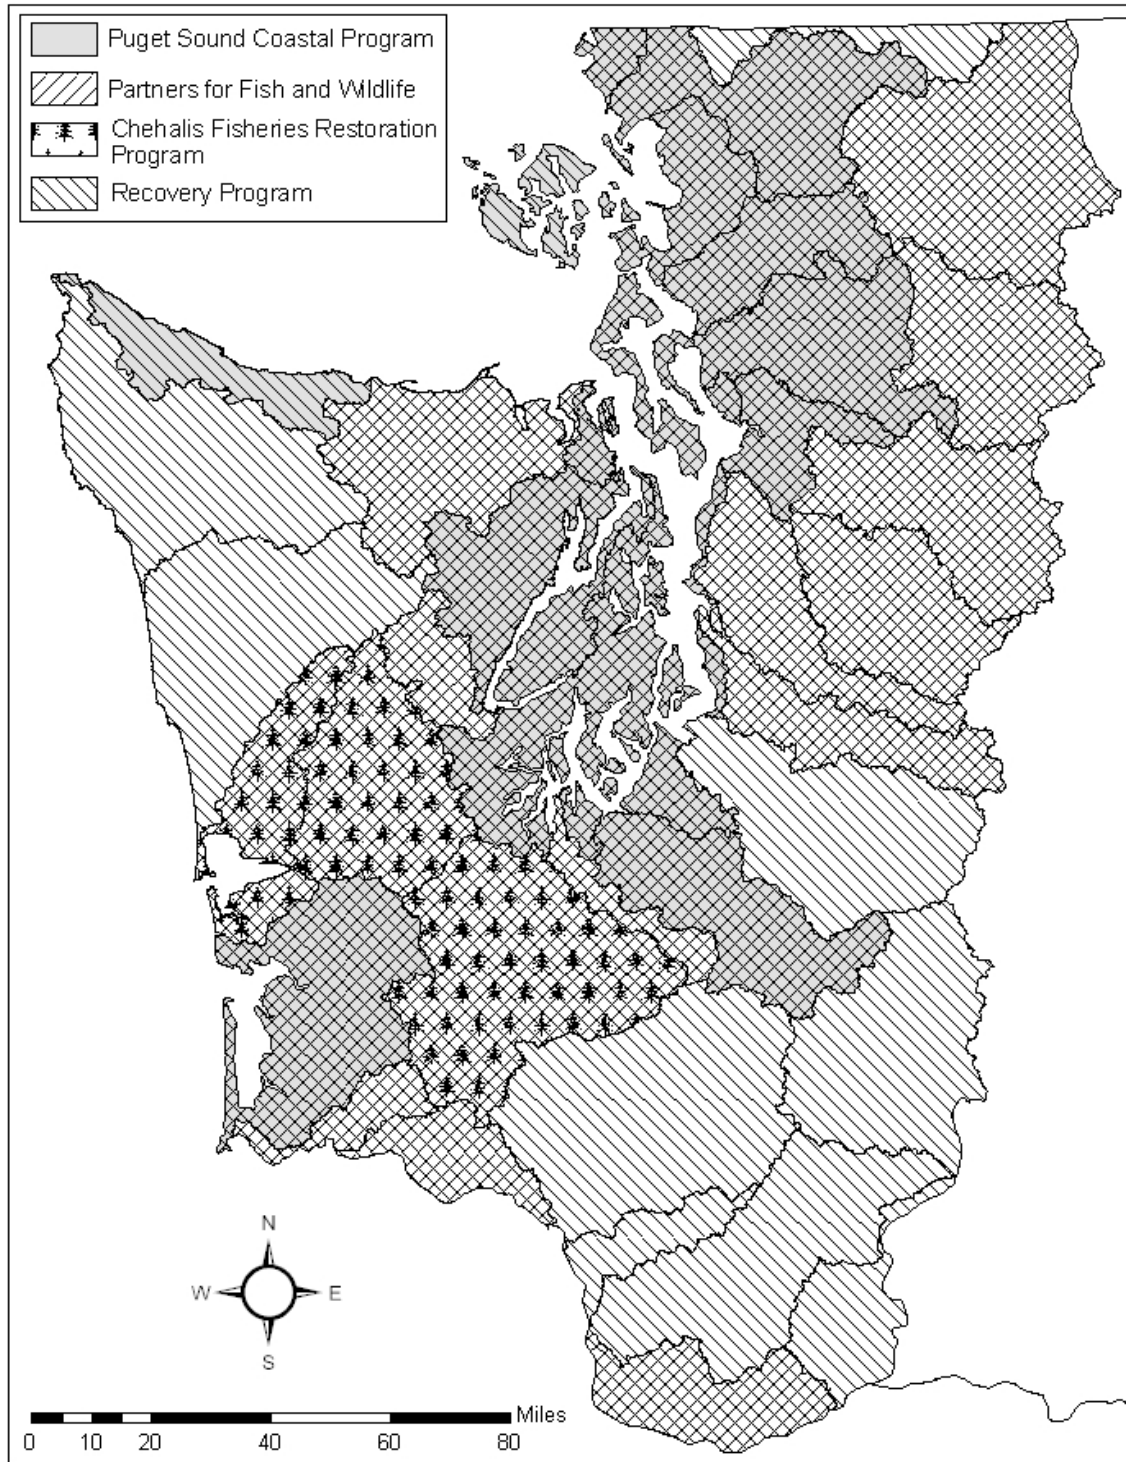 Puget Sound Coastal Program
Partners for Fish and Wildlife
Chehalis Fisheries Restoration
Program
Recovery Program
N
W
E
S
Miles
0
10
20
40
60
80